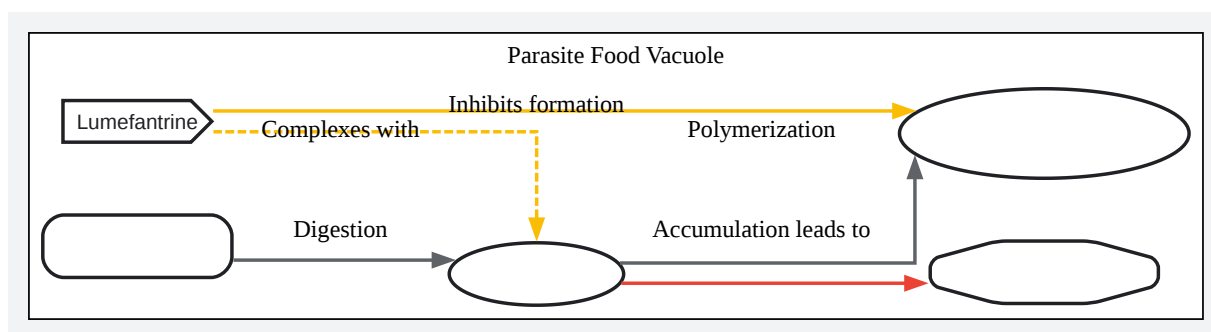 Parasite Food Vacuole
Inhibits formation
Lumefantrine
Complexes with
Polymerization
Digestion
Accumulation leads to